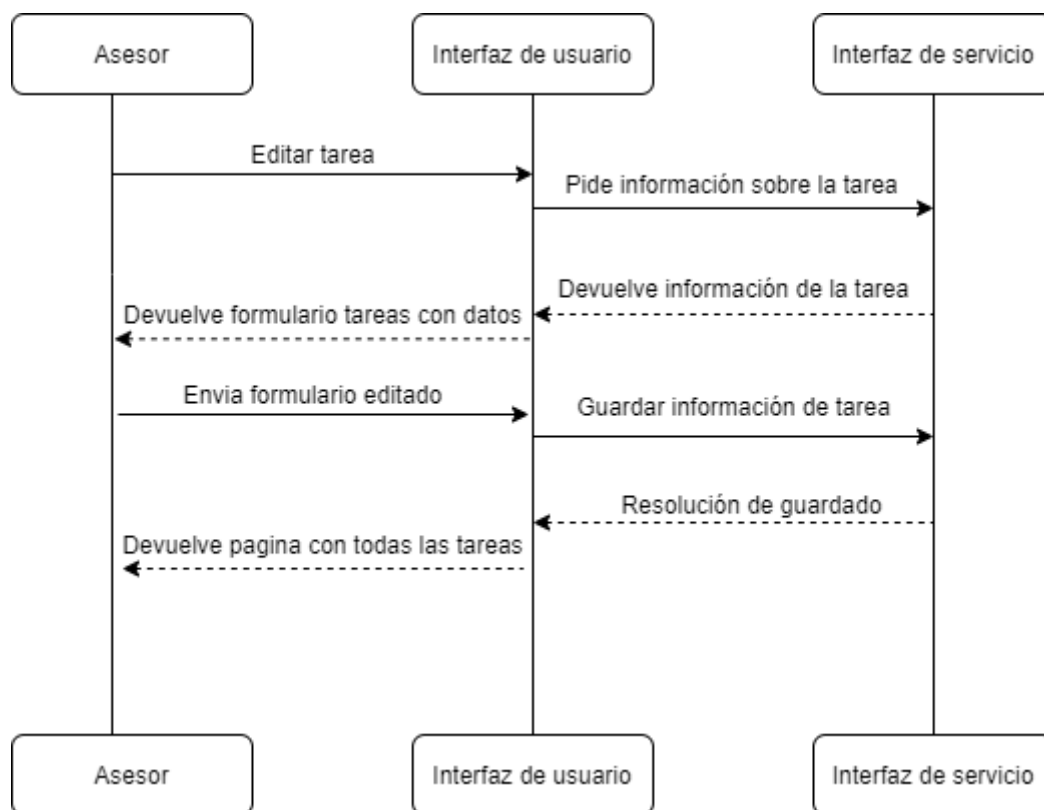 Asesor
Interfaz de usuario
Interfaz de servicio
Editar tarea
Pide información sobre la tarea
Devuelve información de la tarea
Devuelve formulario tareas con datos
Envia formulario editado
Guardar información de tarea
Resolución de guardado
Devuelve pagina con todas las tareas
Asesor
Interfaz de usuario
Interfaz de servicio